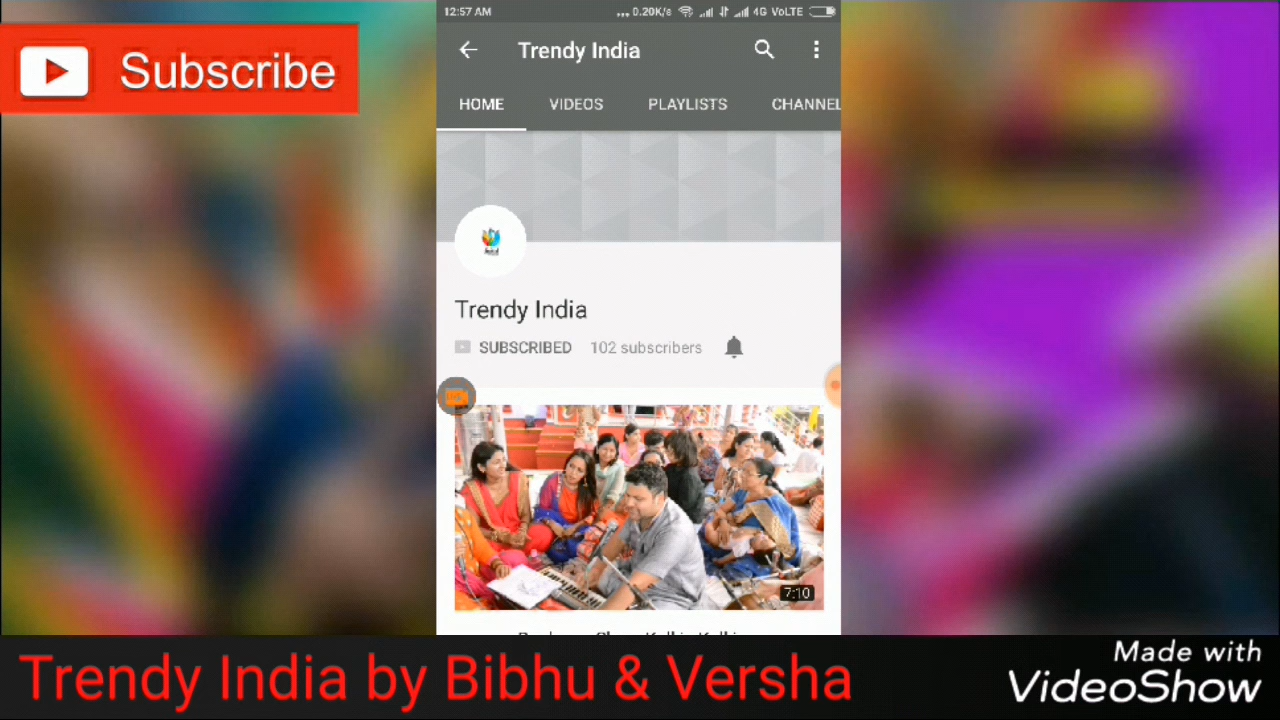 Subscribe
12:57 AM
0.20K/s
4G VoLTE
Trendy India
HOME
VIDEOS
PLAYLISTS
CHANNEL
Trendy India
SUBSCRIBED
102 subscribers
7:10
Trendy India by Bibhu & Versha
Made with
VideoShow